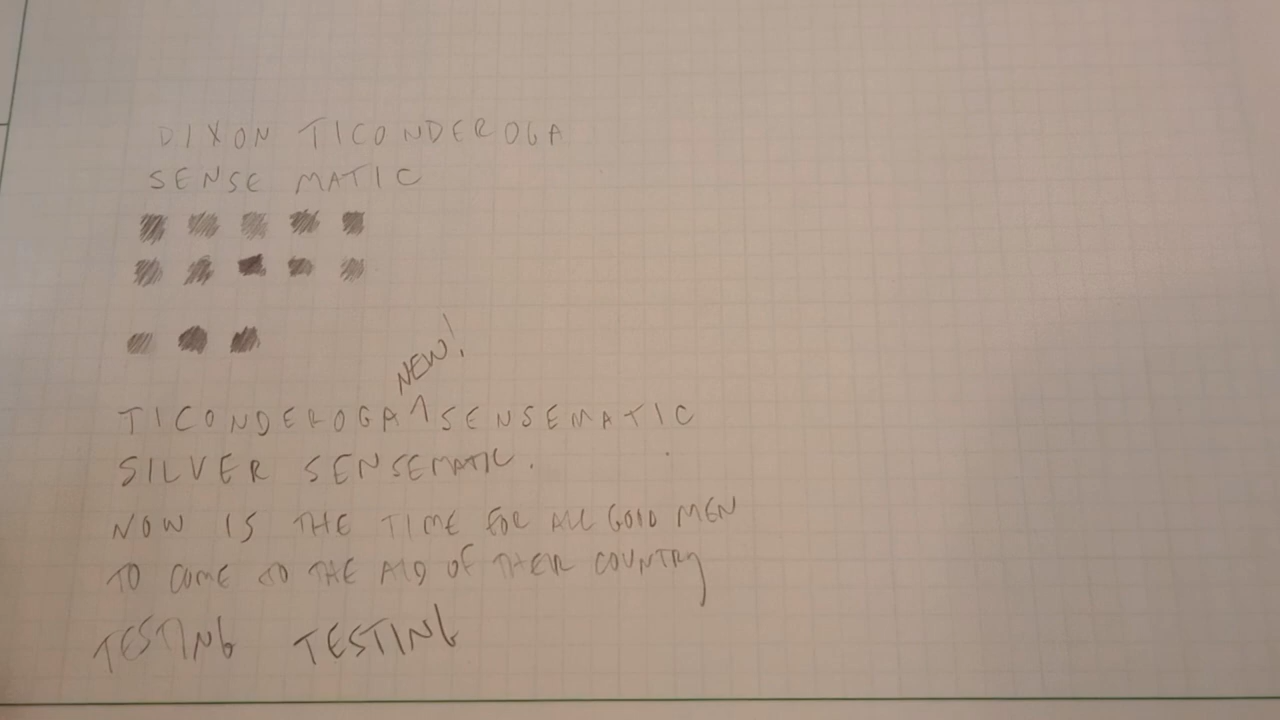 DIXON TICONDEROGA
SENSE MATIC
NEW!
TICONDEROGA ^ SENSEMATIC
SILVER SENSEMATIC.
NOW IS THE TIME FOR ALL GOOD MEN
TO COME TO THE AID OF THEIR COUNTRY
TESTING TESTING